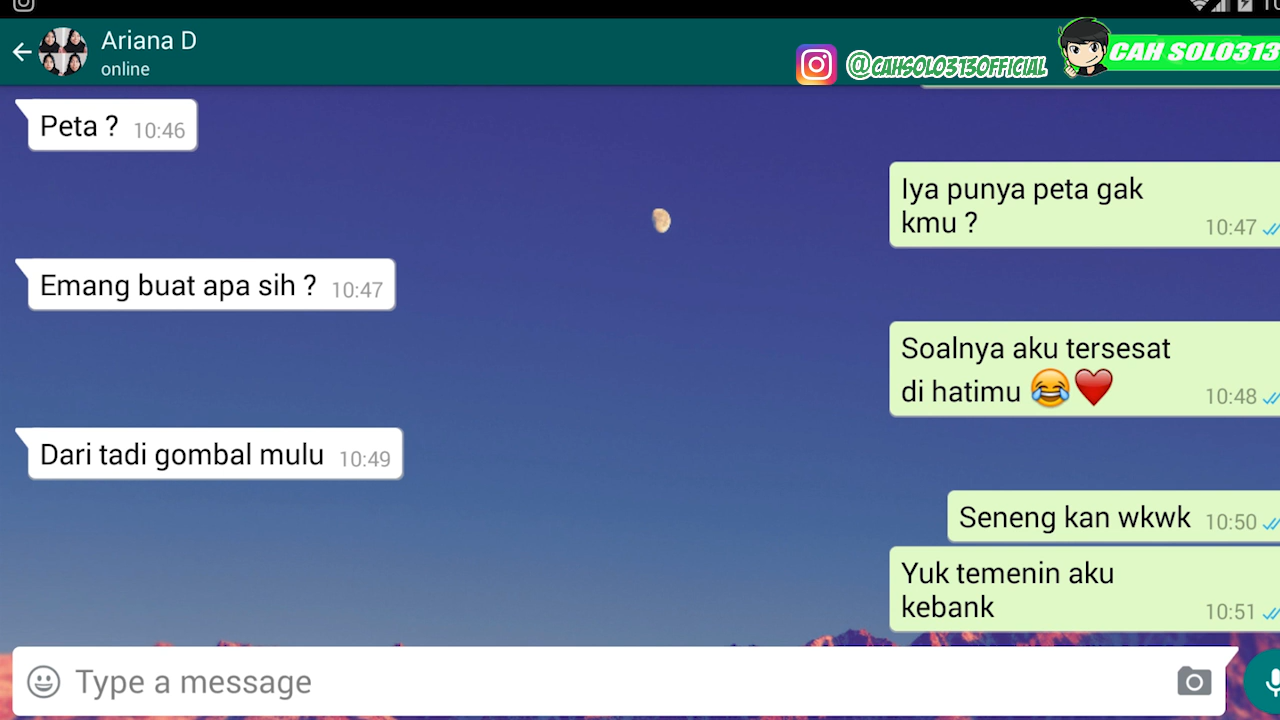 Ariana D
online
@CAHSOLO313OFFICIAL
CAH SOLO313
Peta ? 10:46
Iya punya peta gak
kmu ? 10:47
Emang buat apa sih ? 10:47
Soalnya aku tersesat
di hatimu 😂❤️ 10:48
Dari tadi gombal mulu 10:49
Seneng kan wkwk 10:50
Yuk temenin aku
kebank 10:51
Type a message